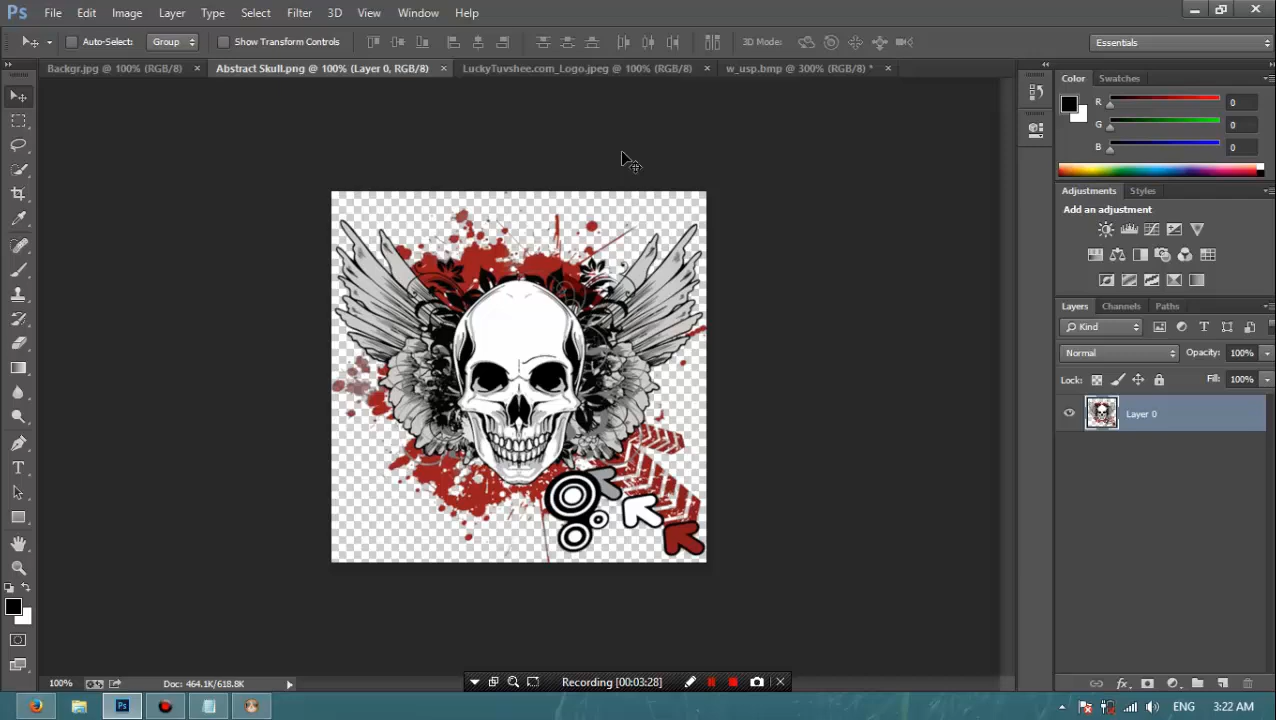 Ps File Edit Image Layer Type Select Filter 3D View Window Help
Auto-Select: Group Show Transform Controls 3D Mode: Essentials
Backgr.jpg @ 100% (RGB/8) × Abstract Skull.png @ 100% (Layer 0, RGB/8) × LuckyTuvshee.com_Logo.jpeg @ 100% (RGB/8) × w_usp.bmp @ 300% (RGB/8) * ×
Color Swatches
R 0
G 0
B 0
Adjustments Styles
Add an adjustment
Layers Channels Paths
Kind
Normal Opacity: 100%
Lock: Fill: 100%
Layer 0
100% Doc: 464.1K/618.8K
Recording [00:03:28]
Ps ENG 3:22 AM